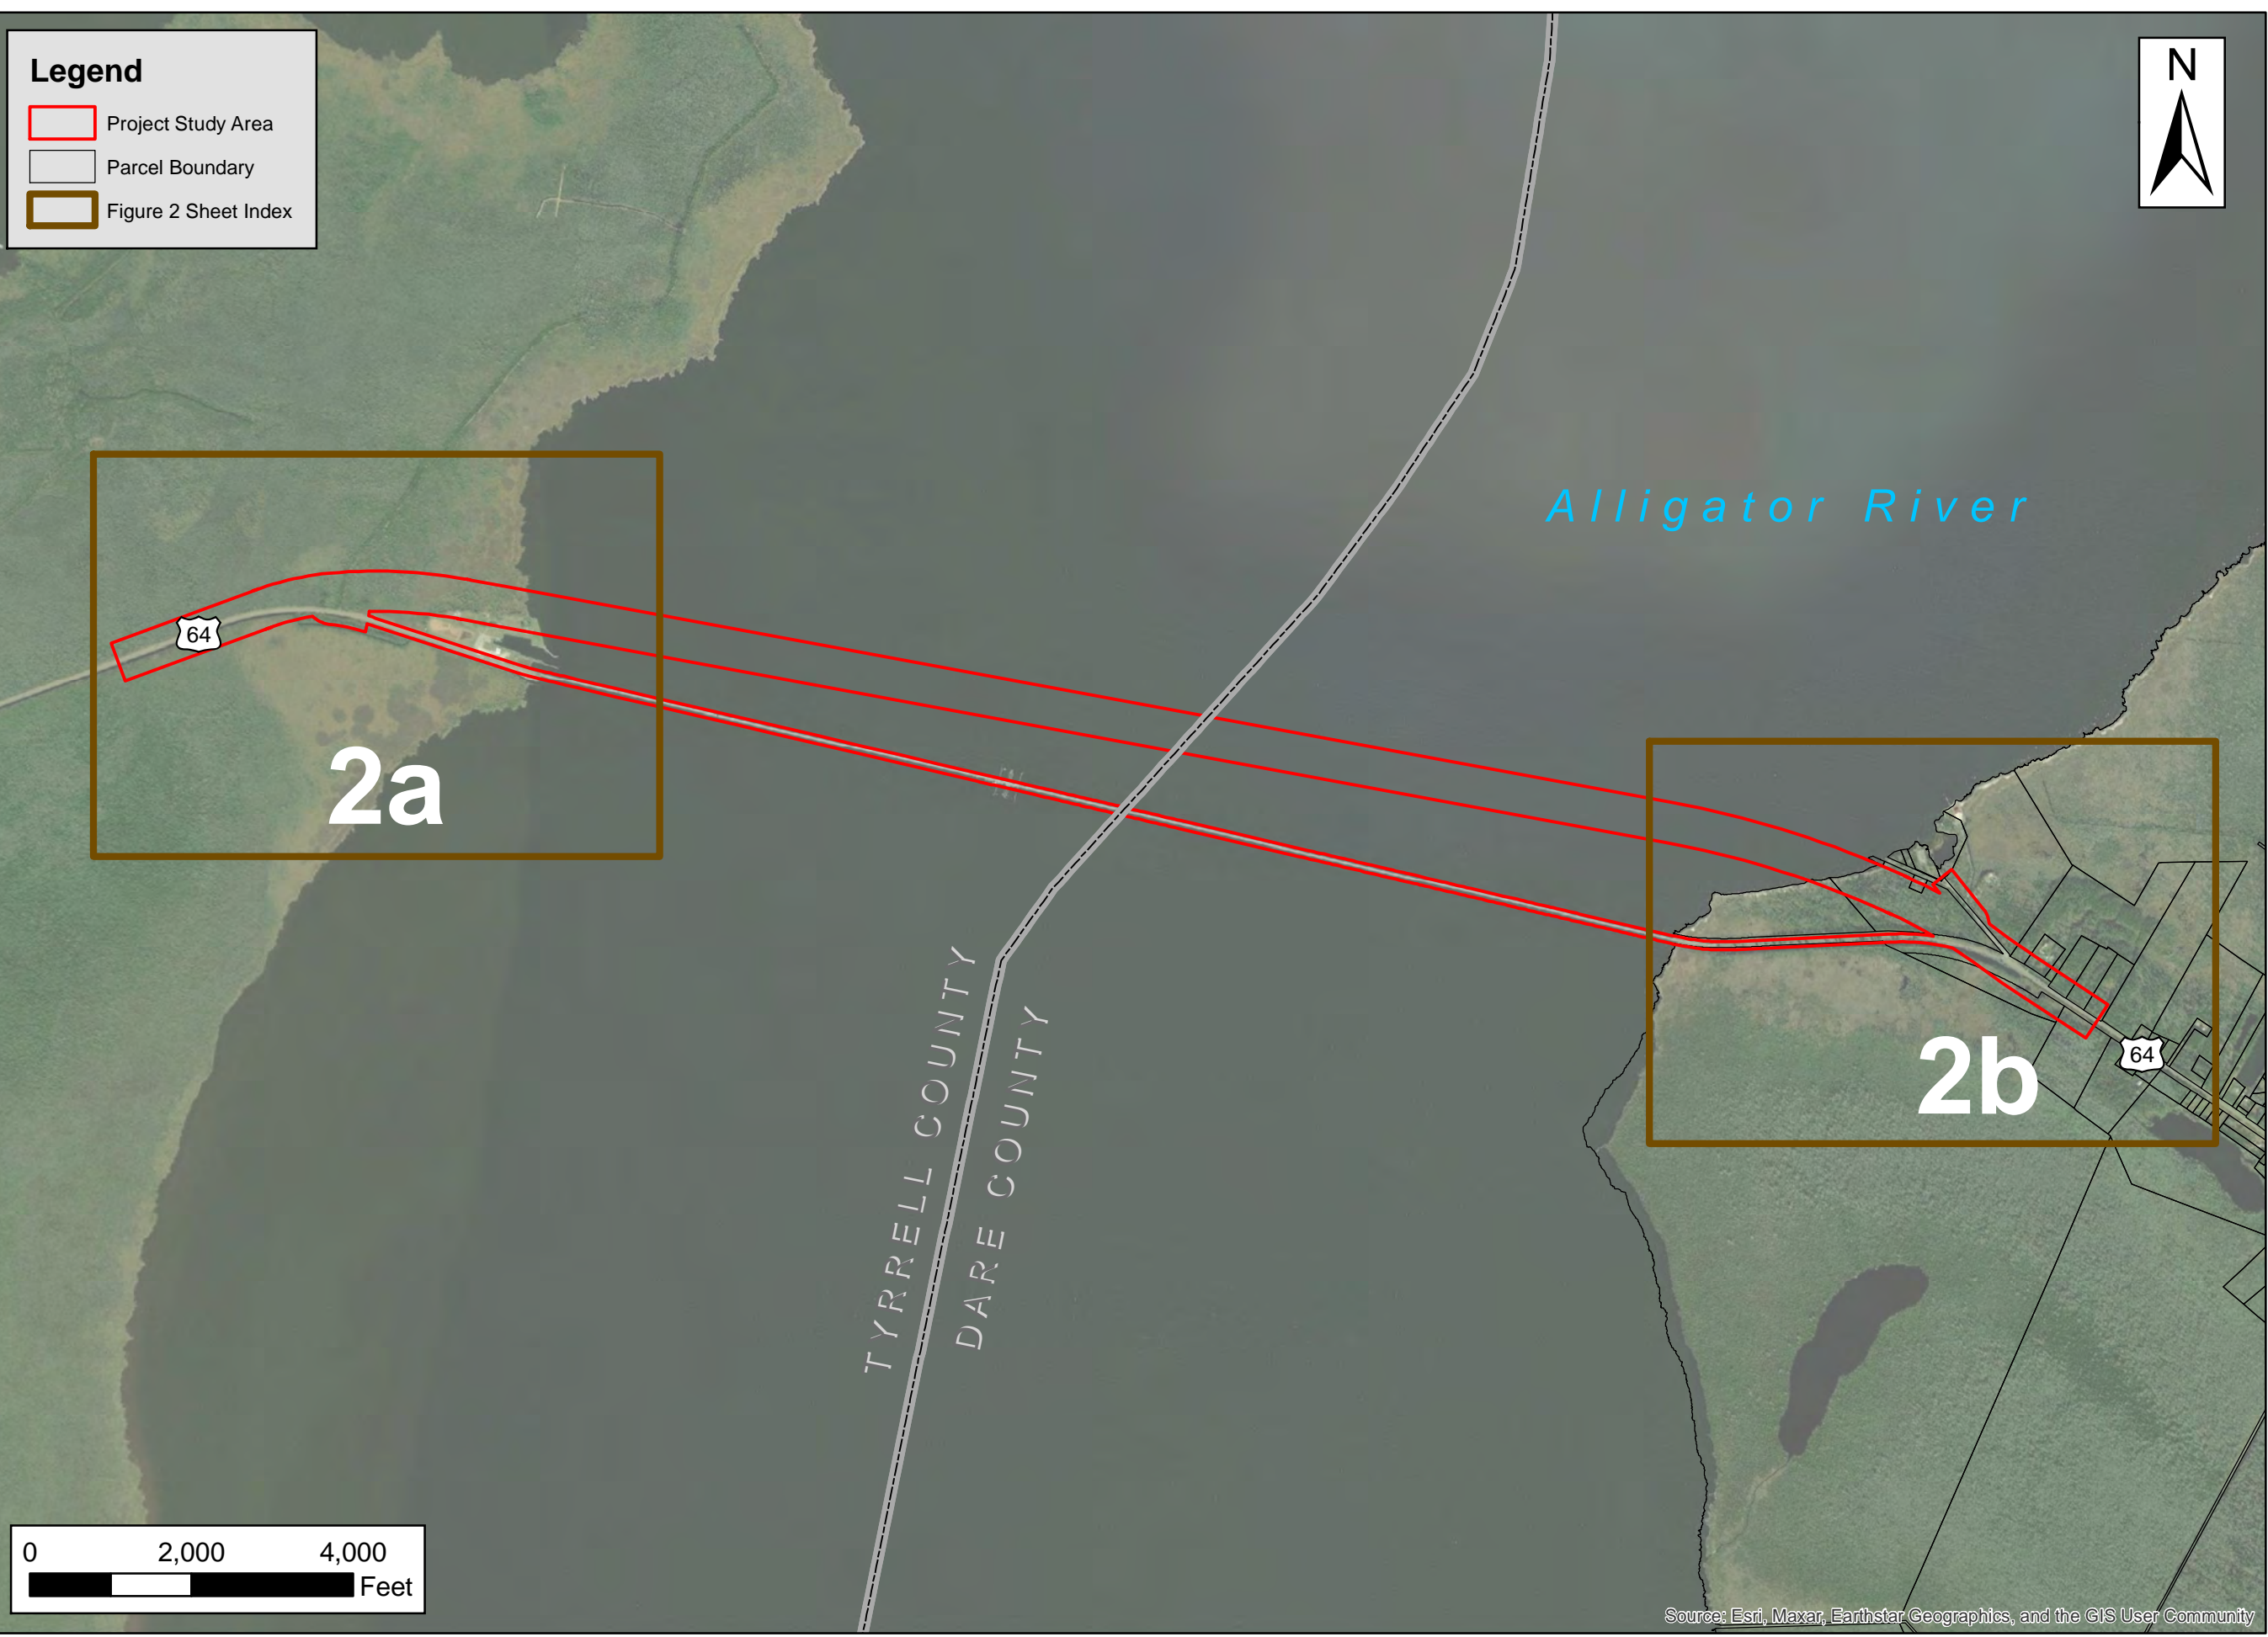 Legend
Project Study Area
Parcel Boundary
Figure 2 Sheet Index
N
Alligator River
64
2a
2b
64
TYRRELL COUNTY
DARE COUNTY
0 2,000 4,000
Feet
Source: Esri, Maxar, Earthstar Geographics, and the GIS User Community